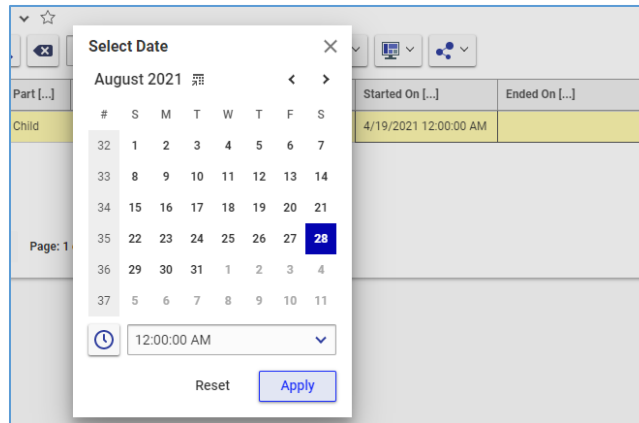 Select Date
August 2021
Part [...]
Started On [...]
Ended On [...]
# S M T W T F S
32 1 2 3 4 5 6 7
Child
4/19/2021 12:00:00 AM
33 8 9 10 11 12 13 14
34 15 16 17 18 19 20 21
35 22 23 24 25 26 27 28
Page: 1
36 29 30 31 1 2 3 4
37 5 6 7 8 9 10 11
12:00:00 AM
Reset Apply